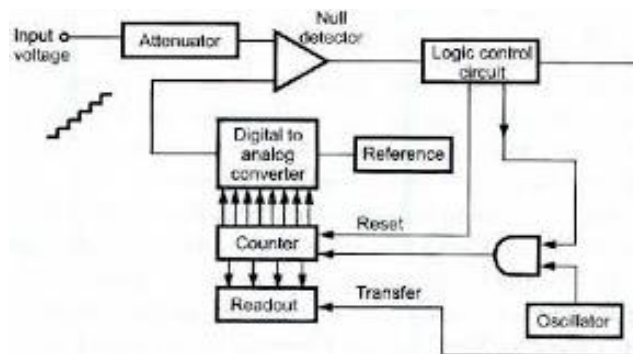 Null
detector
Input
voltage
Attenuator
Logic control
circuit
Digital to
analog
converter
Reference
Reset
Counter
Transfer
Readout
Oscillator